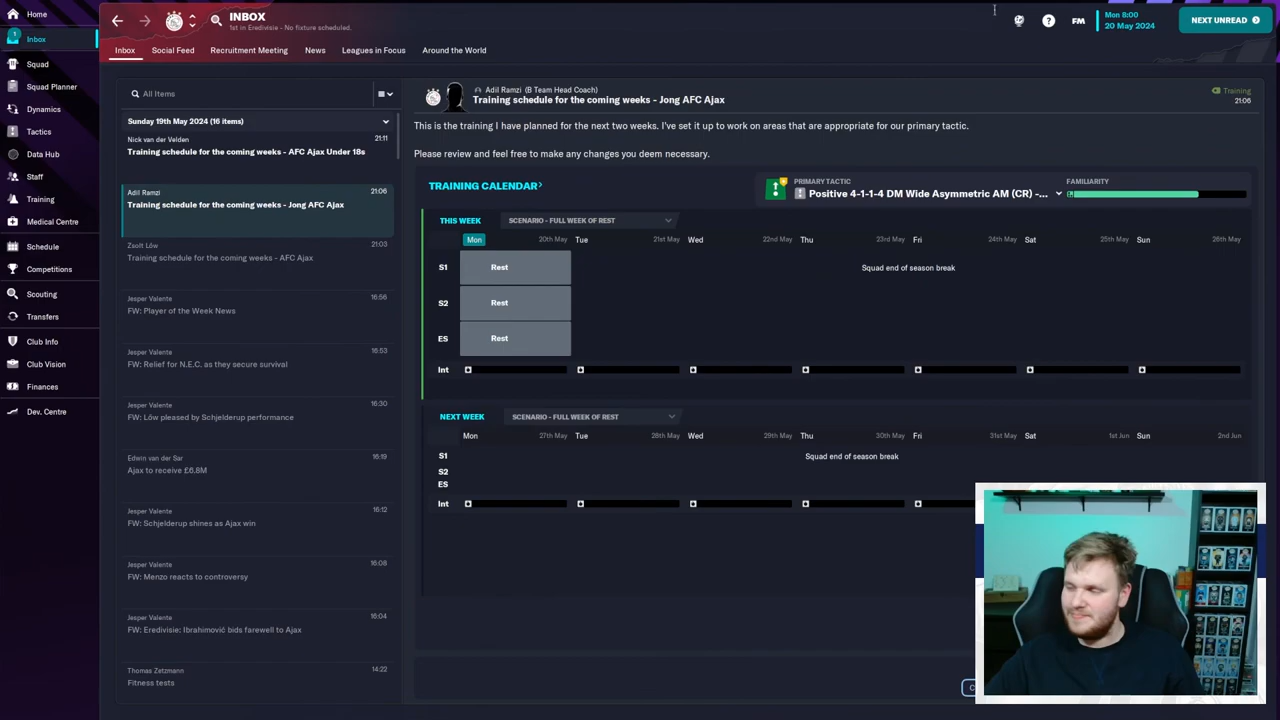 INBOX
1st in Eredivisie - No fixture scheduled.
FM
Mon 8:00
20 May 2024
NEXT UNREAD
1
Home
Inbox
Squad
Squad Planner
Dynamics
Tactics
Data Hub
Staff
Training
Medical Centre
Schedule
Competitions
Scouting
Transfers
Club Info
Club Vision
Finances
Dev. Centre
Inbox
Social Feed
Recruitment Meeting
News
Leagues in Focus
Around the World
All Items
Sunday 19th May 2024 (16 items)
Nick van der Velden 21:11
Training schedule for the coming weeks - AFC Ajax Under 18s
Adil Ramzi 21:06
Training schedule for the coming weeks - Jong AFC Ajax
Zsolt Lőw 21:03
Training schedule for the coming weeks - AFC Ajax
Jesper Valente 16:56
FW: Player of the Week News
Jesper Valente 16:53
FW: Relief for N.E.C. as they secure survival
Jesper Valente 16:30
FW: Lőw pleased by Schjelderup performance
Edwin van der Sar 16:19
Ajax to receive £6.8M
Jesper Valente 16:12
FW: Schjelderup shines as Ajax win
Jesper Valente 16:08
FW: Menzo reacts to controversy
Jesper Valente 16:04
FW: Eredivisie: Ibrahimović bids farewell to Ajax
Thomas Zetzmann 14:22
Fitness tests
Adil Ramzi (B Team Head Coach)
Training schedule for the coming weeks - Jong AFC Ajax
Training
21:06
This is the training I have planned for the next two weeks. I've set it up to work on areas that are appropriate for our primary tactic.
Please review and feel free to make any changes you deem necessary.
TRAINING CALENDAR
PRIMARY TACTIC
Positive 4-1-1-4 DM Wide Asymmetric AM (CR) -...
FAMILIARITY
THIS WEEK
SCENARIO - FULL WEEK OF REST
Mon 20th May Tue 21st May Wed 22nd May Thu 23rd May Fri 24th May Sat 25th May Sun 26th May
S1 Rest Squad end of season break
S2 Rest
ES Rest
Int
NEXT WEEK
SCENARIO - FULL WEEK OF REST
Mon 27th May Tue 28th May Wed 29th May Thu 30th May Fri 31st May Sat 1st Jun Sun 2nd Jun
S1 Squad end of season break
S2
ES
Int